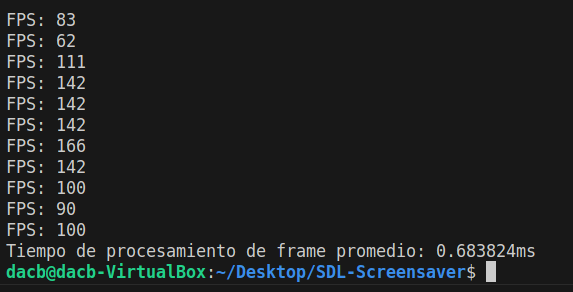 FPS: 83
FPS: 62
FPS: 111
FPS: 142
FPS: 142
FPS: 142
FPS: 166
FPS: 142
FPS: 100
FPS: 90
FPS: 100
Tiempo de procesamiento de frame promedio: 0.683824ms
dacb@dacb-VirtualBox:~/Desktop/SDL-Screensaver$